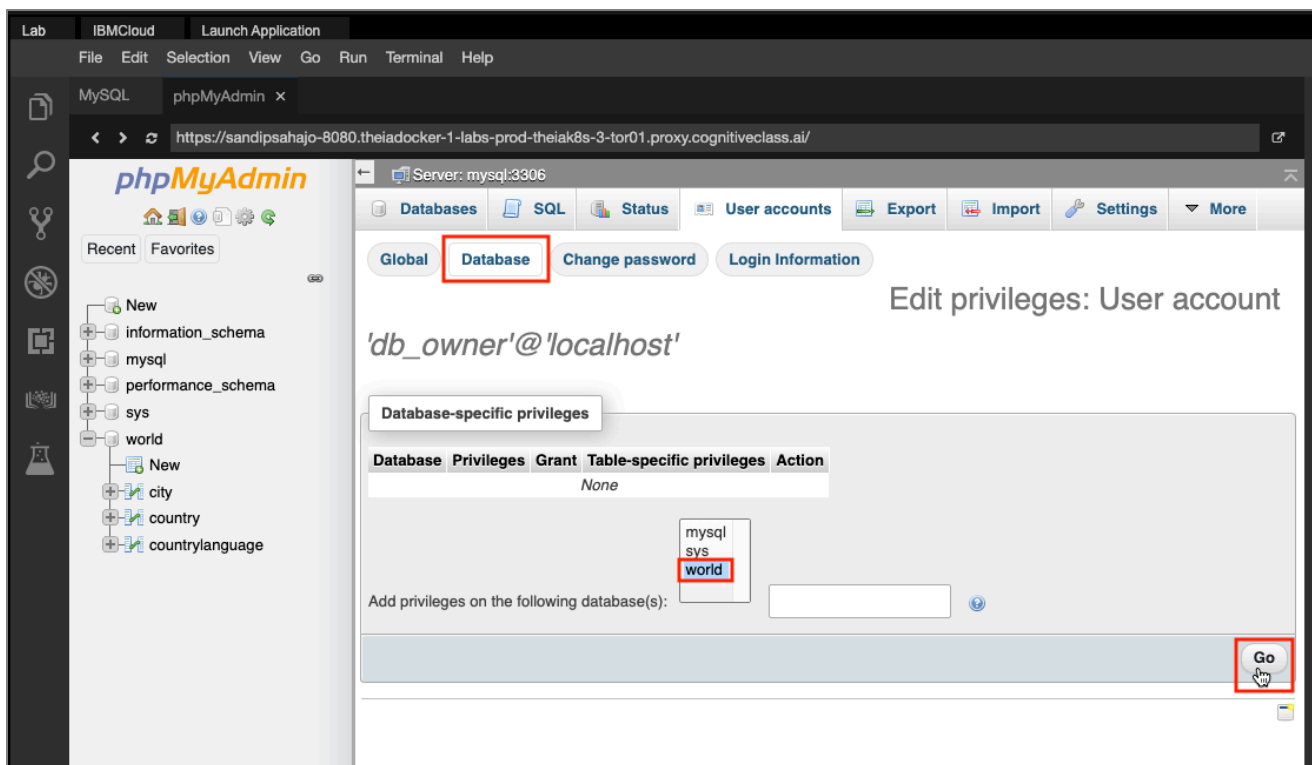 Lab IBMCloud Launch Application
File Edit Selection View Go Run Terminal Help
MySQL phpMyAdmin ×
https://sandipsahajo-8080.theiadocker-1-labs-prod-theiak8s-3-tor01.proxy.cognitiveclass.ai/
phpMyAdmin
Recent Favorites
New
information_schema
mysql
performance_schema
sys
world
New
city
country
countrylanguage
Server: mysql:3306
Databases SQL Status User accounts Export Import Settings More
Global Database Change password Login Information
Edit privileges: User account
'db_owner'@'localhost'
Database-specific privileges
Database Privileges Grant Table-specific privileges Action
None
mysql
sys
world
Add privileges on the following database(s):
Go